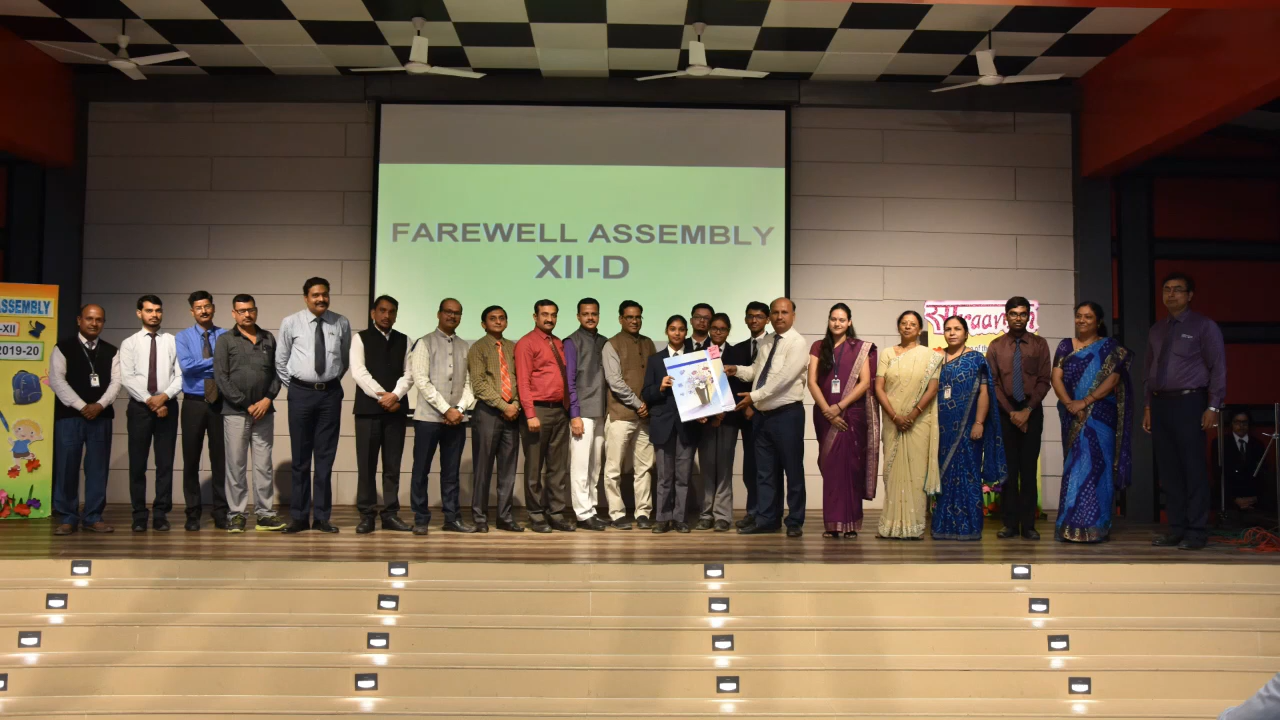 FAREWELL ASSEMBLY
XII-D
ASSEMBLY
-XII
2019-20